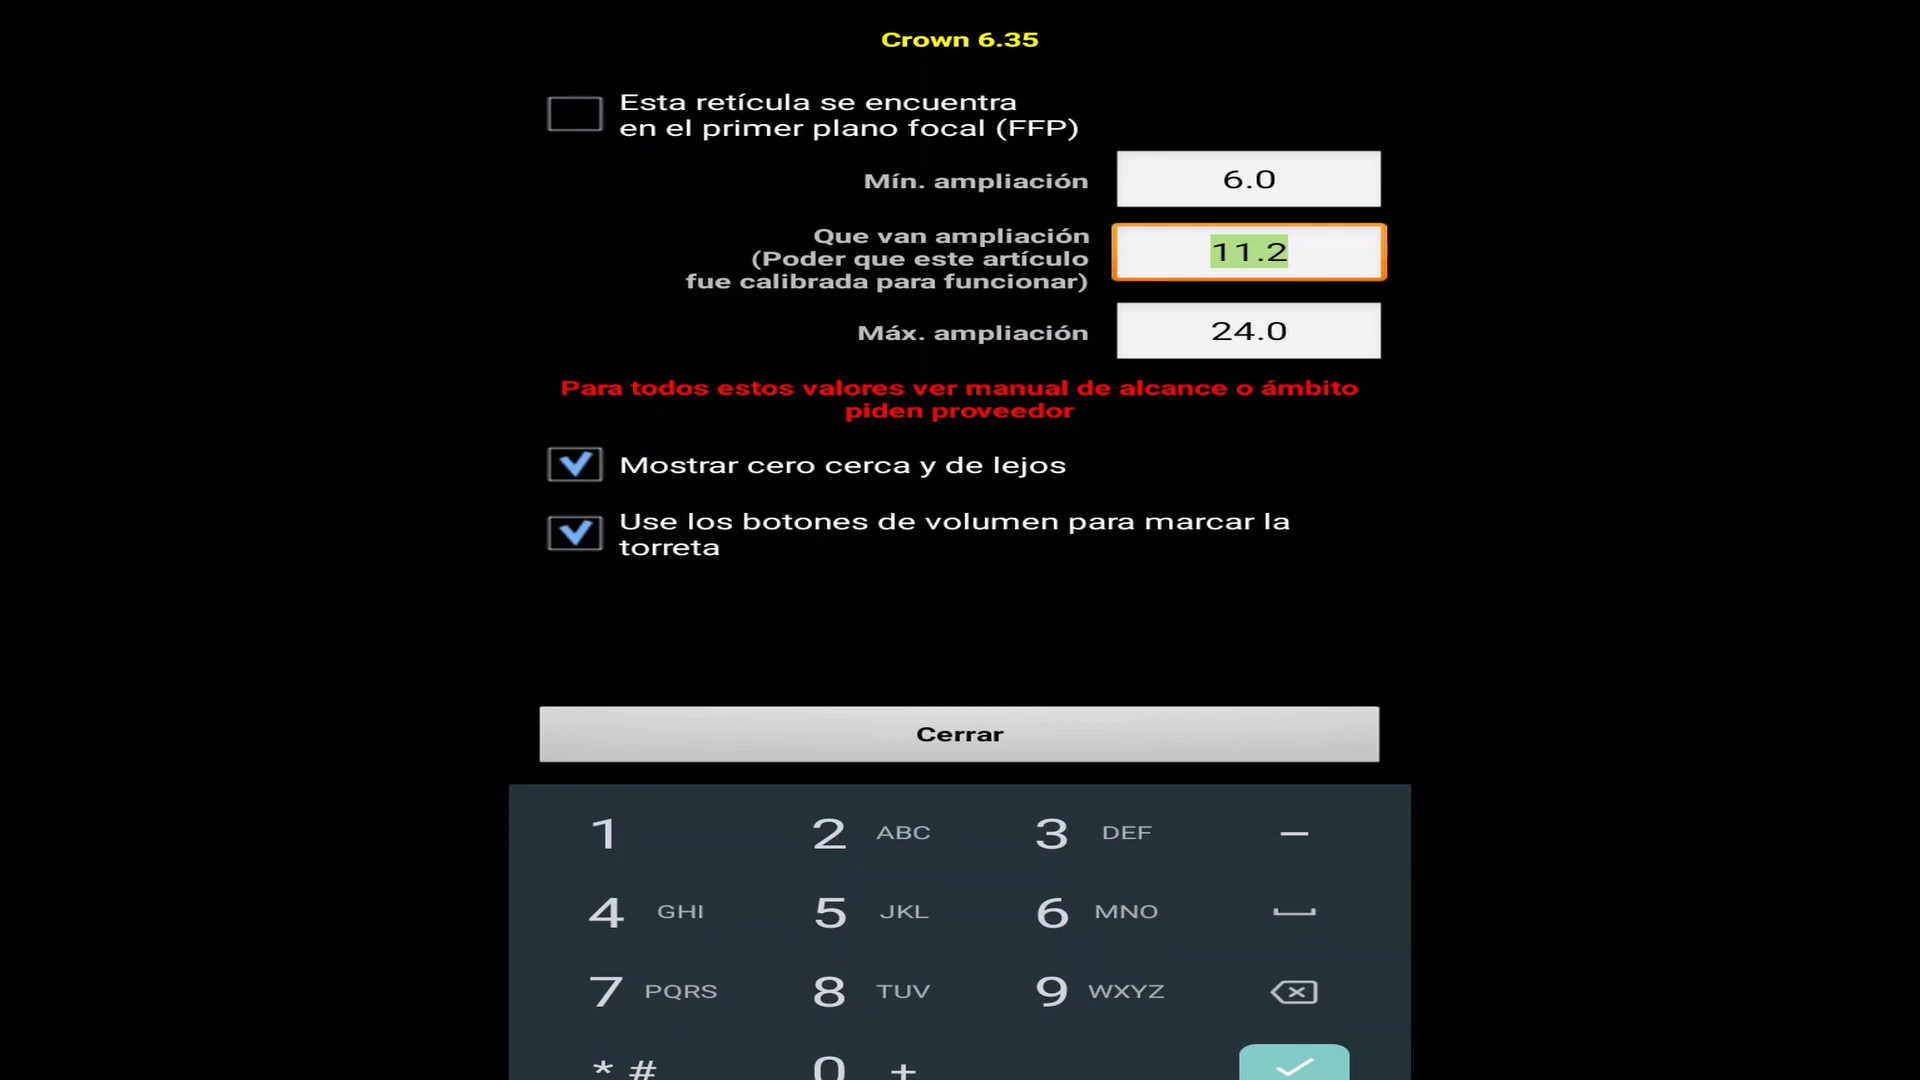 Crown 6.35
Esta retícula se encuentra
en el primer plano focal (FFP)
Mín. ampliación 6.0
Que van ampliación
(Poder que este artículo
fue calibrada para funcionar) 11.2
Máx. ampliación 24.0
Para todos estos valores ver manual de alcance o ámbito
piden proveedor
Mostrar cero cerca y de lejos
Use los botones de volumen para marcar la
torreta
Cerrar
1 2 ABC 3 DEF –
4 GHI 5 JKL 6 MNO
7 PQRS 8 TUV 9 WXYZ
* # 0 +